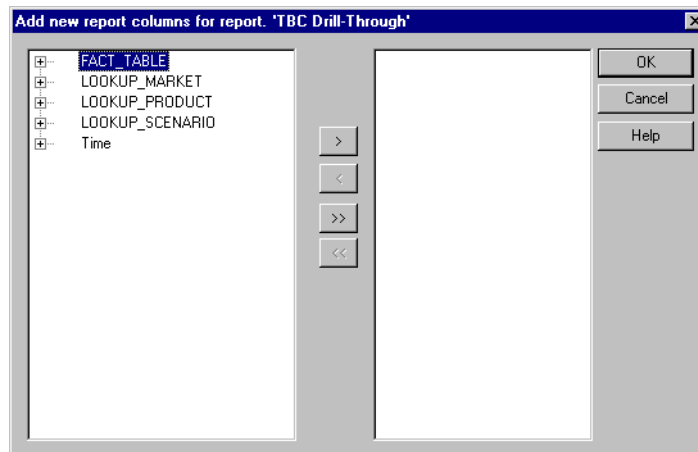 Add new report columns for report. 'TBC Drill-Through'
FACT_TABLE
LOOKUP_MARKET
LOOKUP_PRODUCT
LOOKUP_SCENARIO
Time
>
<
>>
<<
OK
Cancel
Help